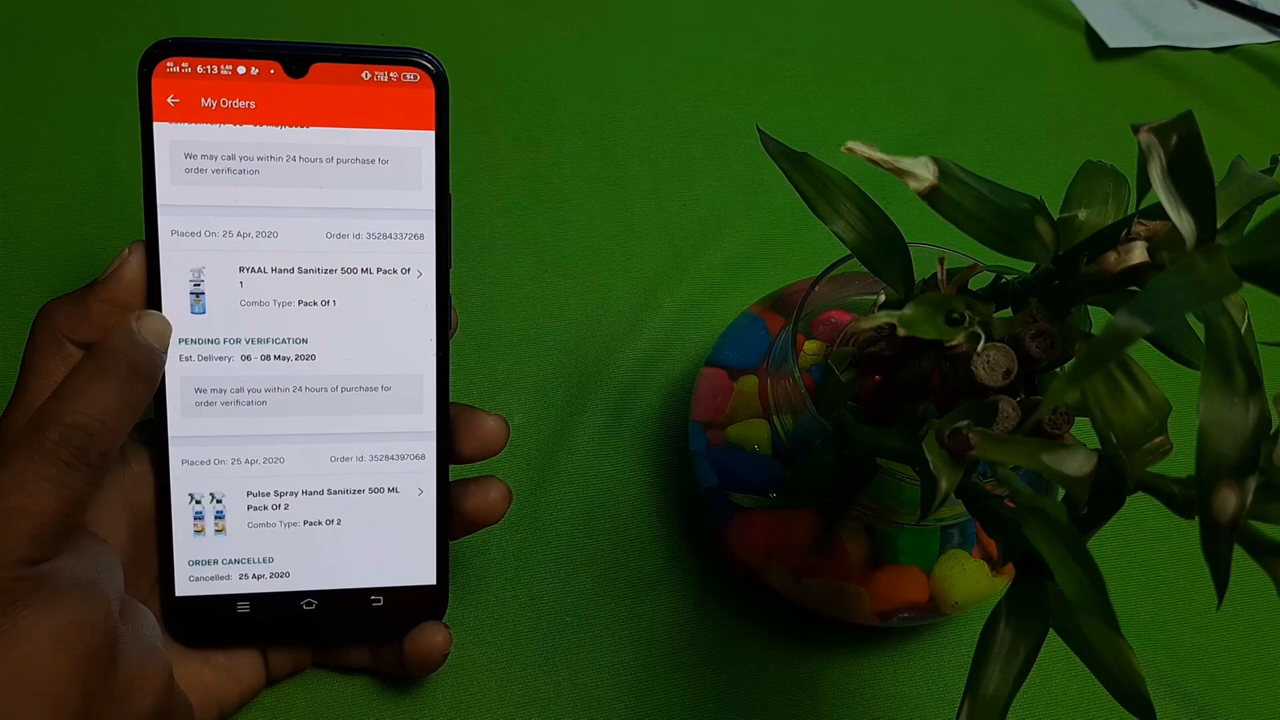 6:13
94
My Orders
We may call you within 24 hours of purchase for
order verification
Placed On: 25 Apr, 2020 Order Id: 35284337268
RYAAL Hand Sanitizer 500 ML Pack Of
1
Combo Type: Pack Of 1
PENDING FOR VERIFICATION
Est. Delivery: 06 - 08 May, 2020
We may call you within 24 hours of purchase for
order verification
Placed On: 25 Apr, 2020 Order Id: 35284397068
Pulse Spray Hand Sanitizer 500 ML
Pack Of 2
Combo Type: Pack Of 2
ORDER CANCELLED
Cancelled: 25 Apr, 2020